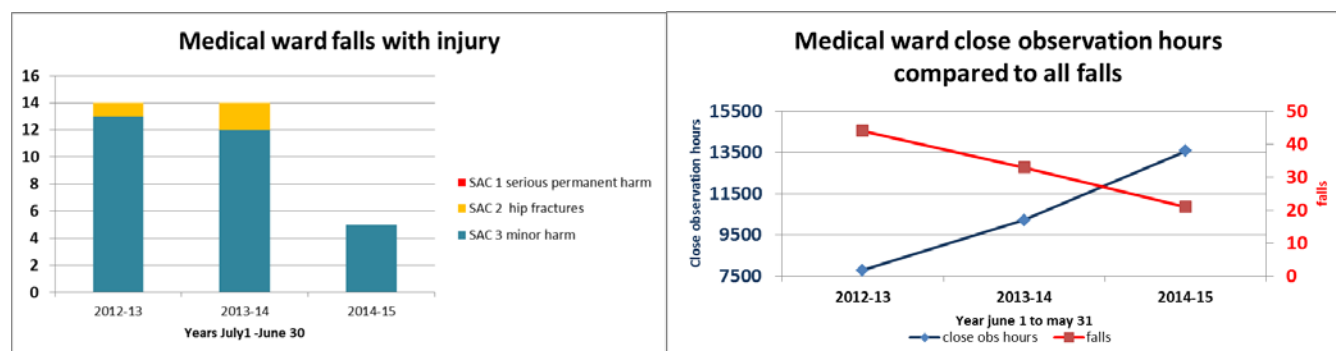 Medical ward falls with injury
16
14
12
10
8
6
4
2
0
2012-13 2013-14 2014-15
Years July1 -June 30
SAC 1 serious permanent harm
SAC 2 hip fractures
SAC 3 minor harm
Medical ward close observation hours
compared to all falls
Close observation hours
15500
13500
11500
9500
7500
50
40
30
20
10
0
falls
2012-13 2013-14 2014-15
Year june 1 to may 31
close obs hours falls